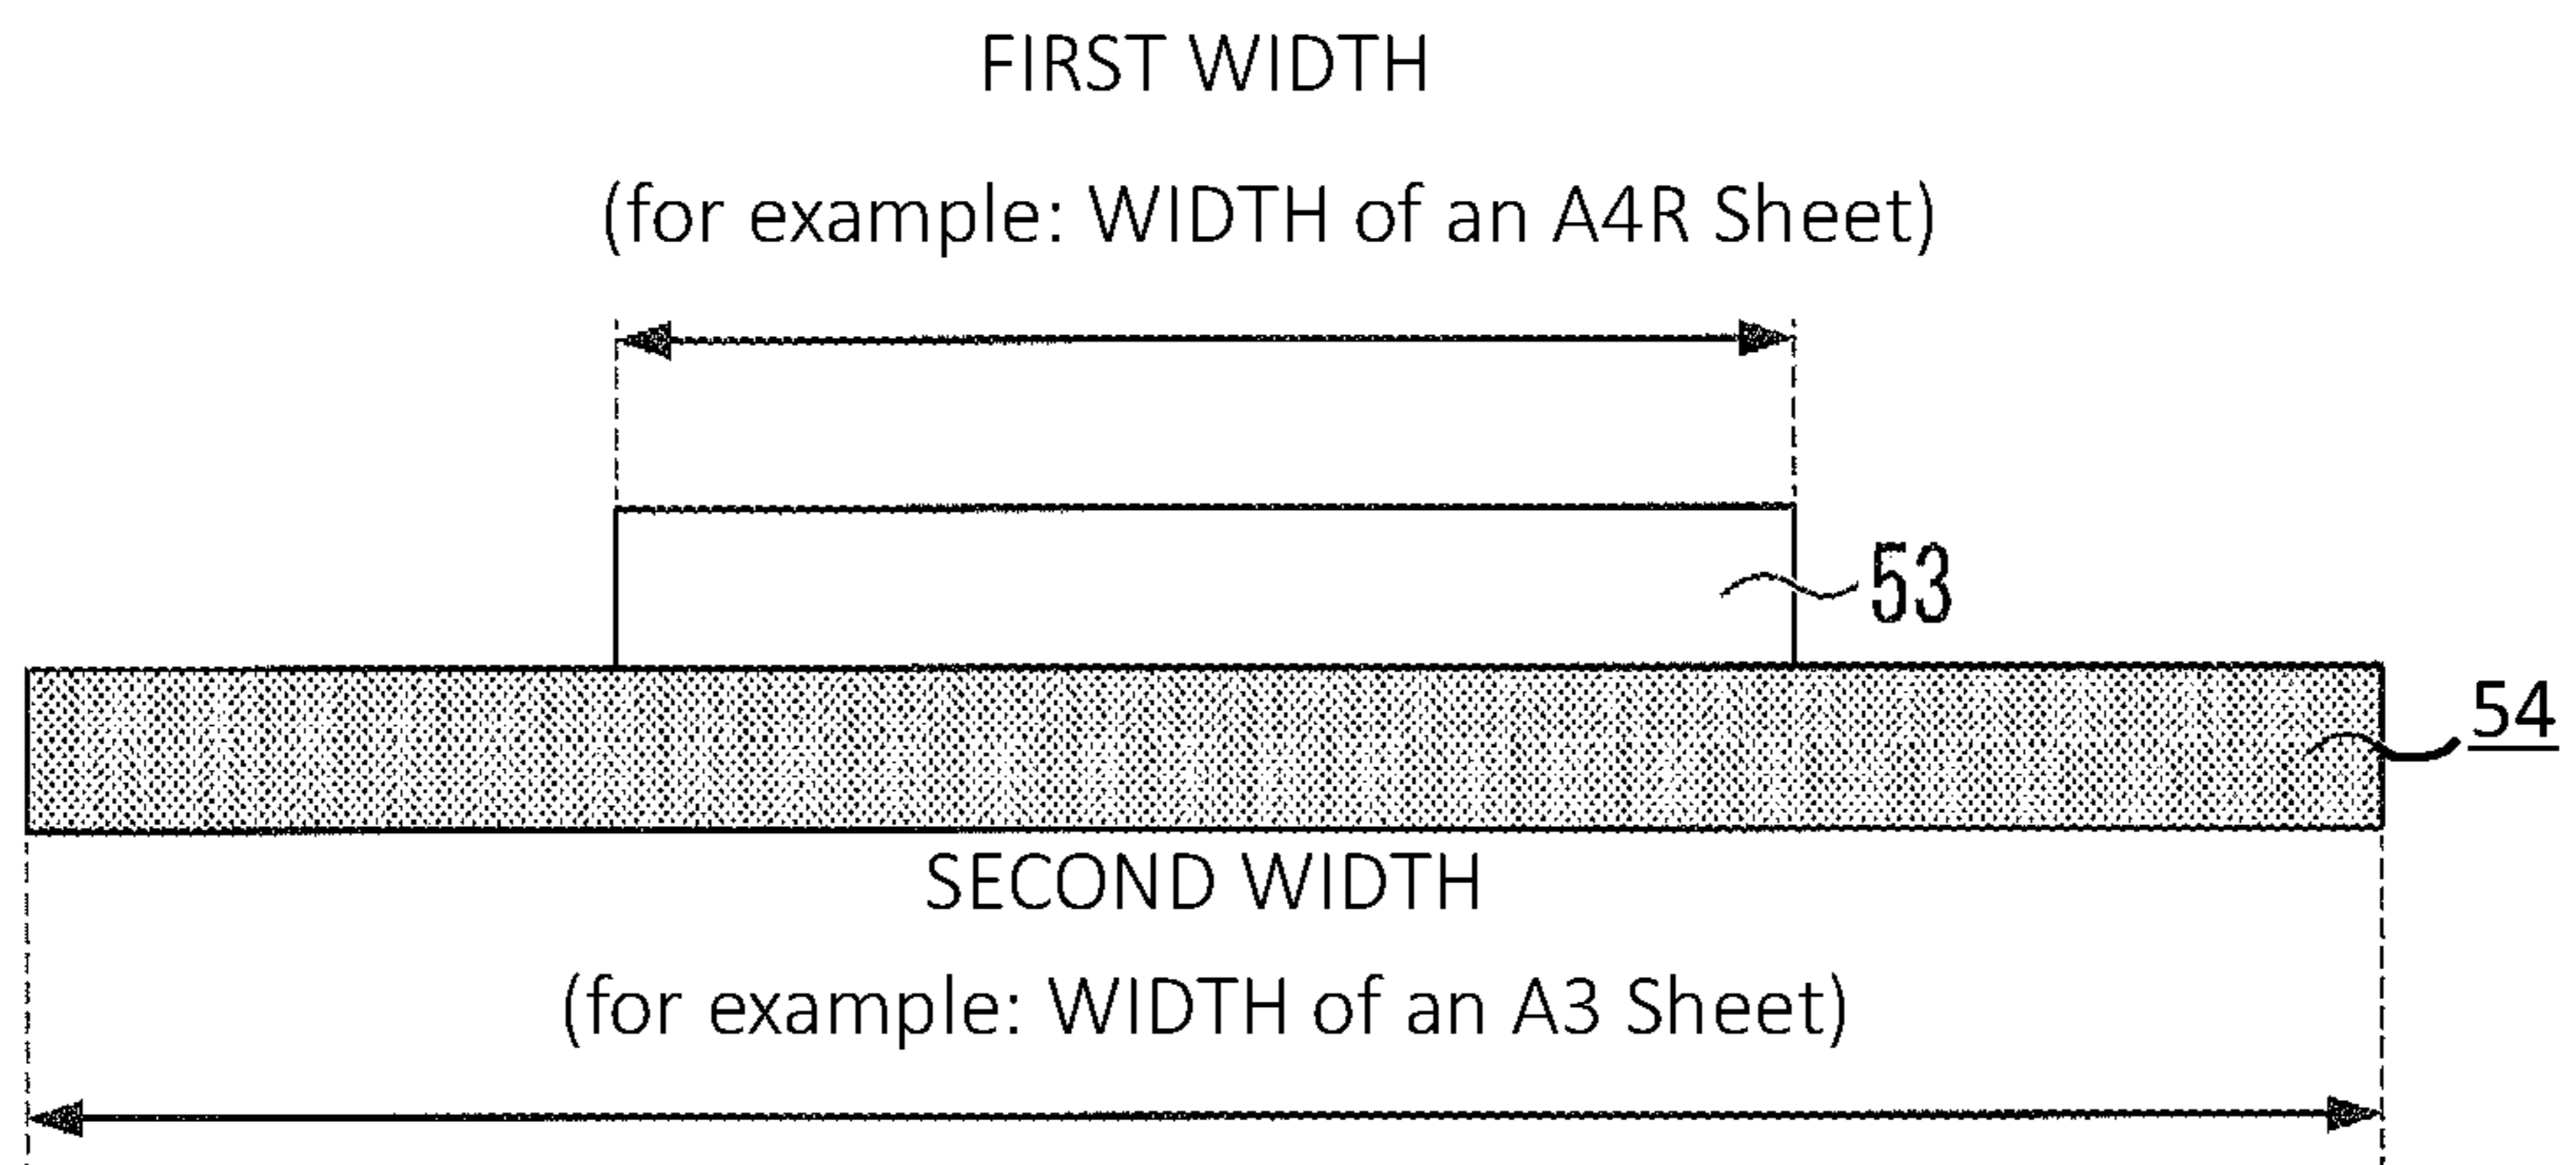 FIRST WIDTH
(for example: WIDTH of an A4R Sheet)
53
54
SECOND WIDTH
(for example: WIDTH of an A3 Sheet)